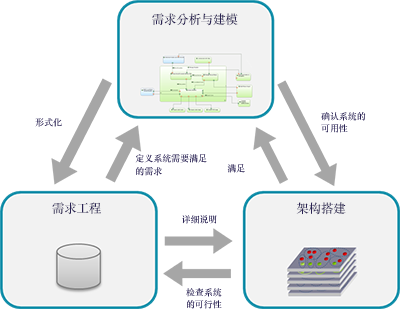 需求分析与建模
形式化
确认系统的
可用性
定义系统需要满足
的需求
满足
需求工程
架构搭建
详细说明
检查系统
的可行性